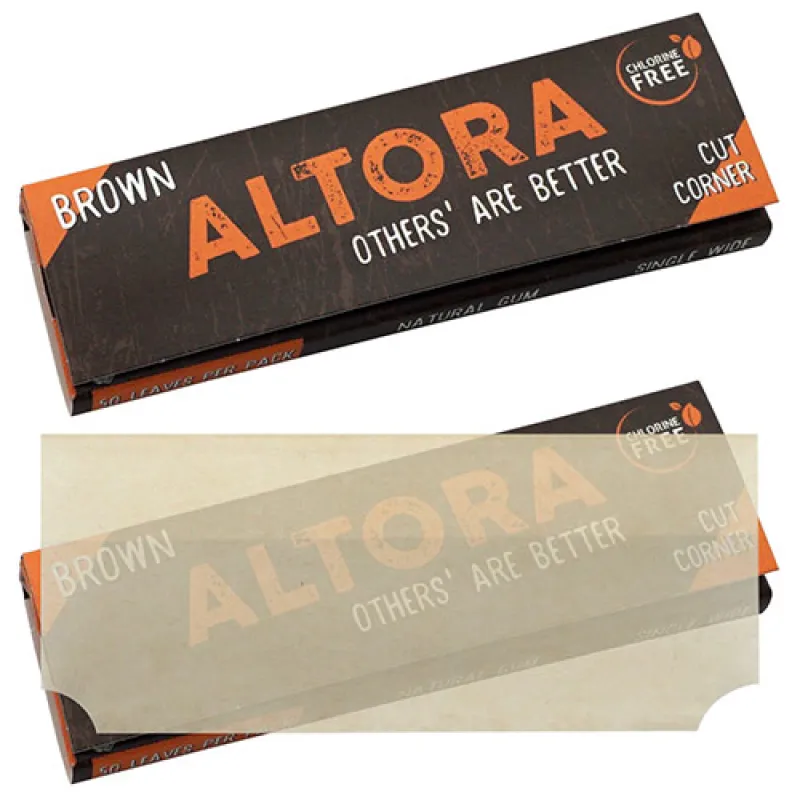 BROWN
ALTORA
OTHERS' ARE BETTER
CHLORINE
FREE
CUT
CORNER
50 LEAVES PER PACK
NATURAL GUM
SINGLE WIDE
BROWN
ALTORA
OTHERS' ARE BETTER
CHLORINE
FREE
CUT
CORNER
50 LEAVES PER PACK
NATURAL GUM
SINGLE WIDE